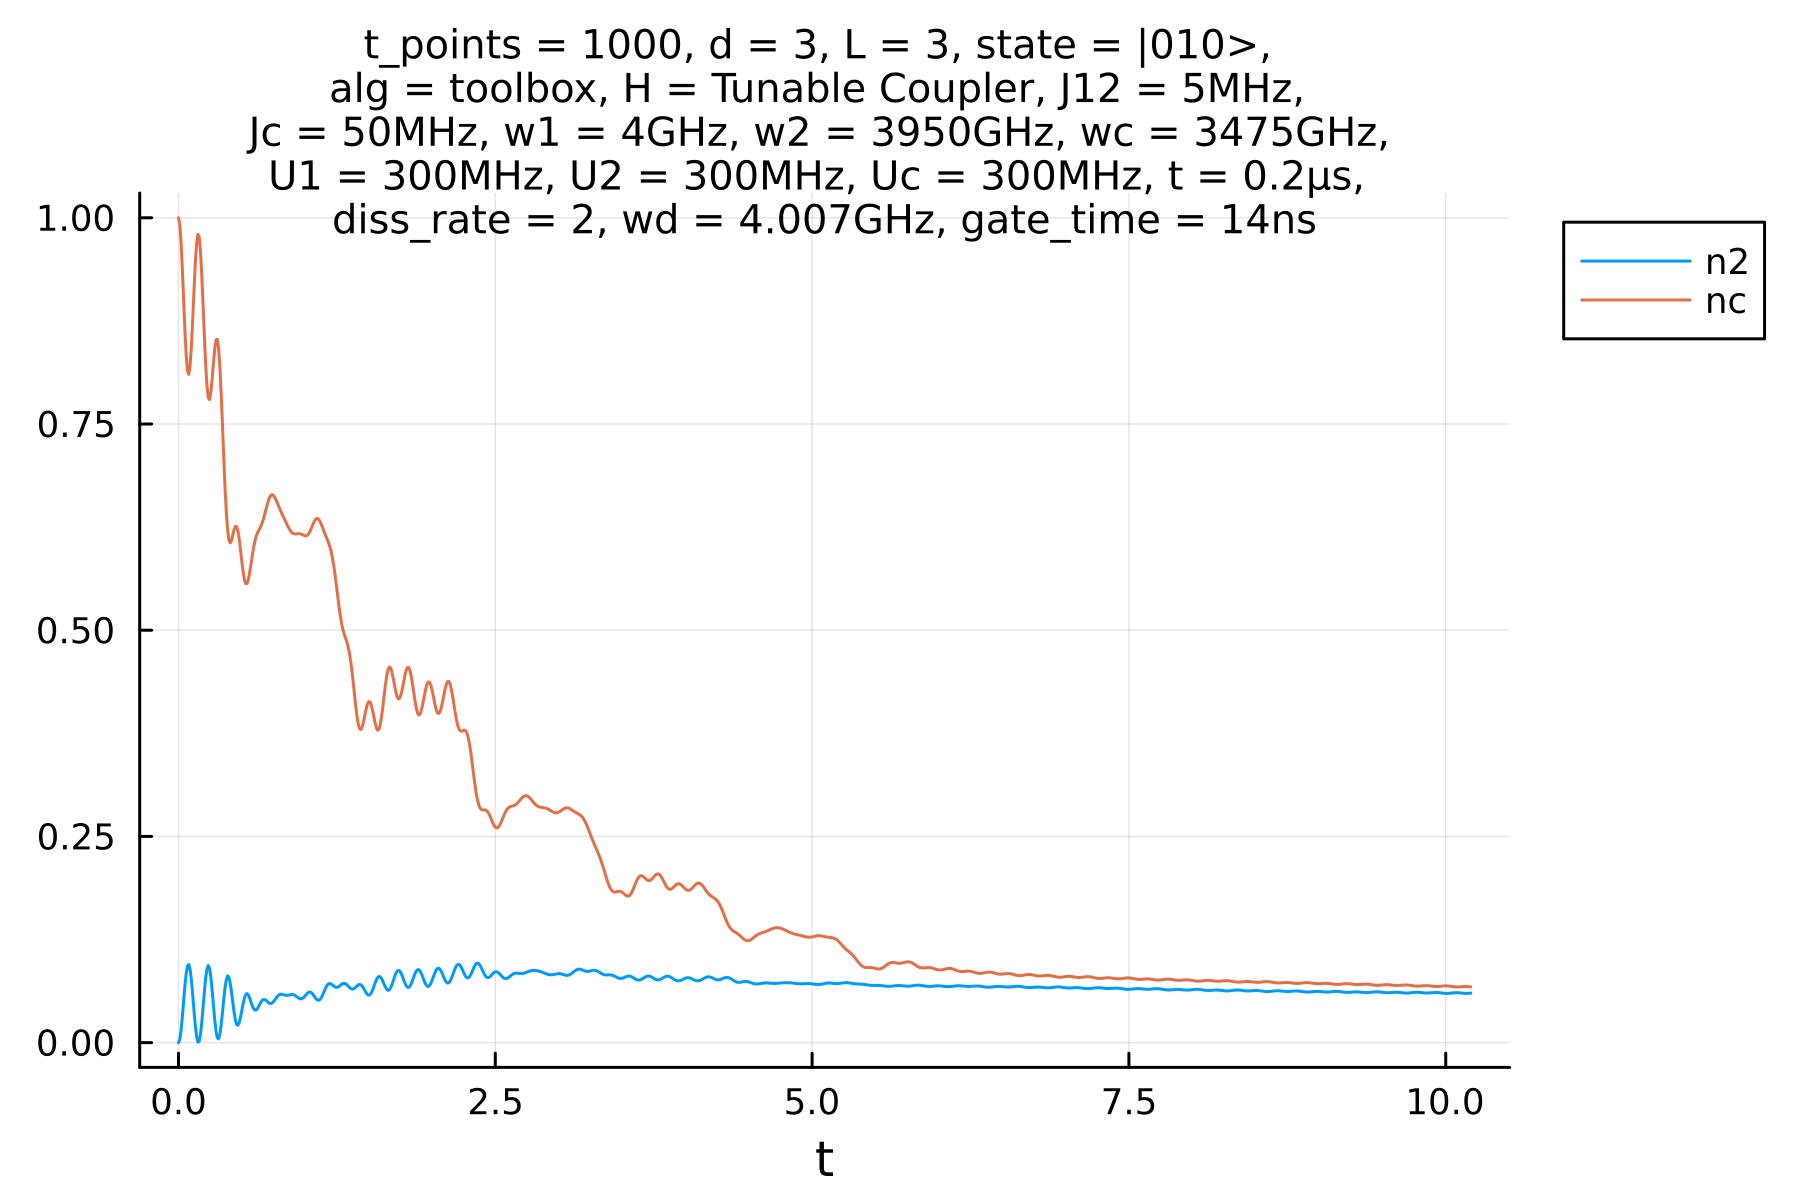 t_points = 1000, d = 3, L = 3, state = |010>,
alg = toolbox, H = Tunable Coupler, J12 = 5MHz,
Jc = 50MHz, w1 = 4GHz, w2 = 3950GHz, wc = 3475GHz,
U1 = 300MHz, U2 = 300MHz, Uc = 300MHz, t = 0.2μs,
diss_rate = 2, wd = 4.007GHz, gate_time = 14ns
n2
nc
1.00
0.75
0.50
0.25
0.00
0.0 2.5 5.0 7.5 10.0
t